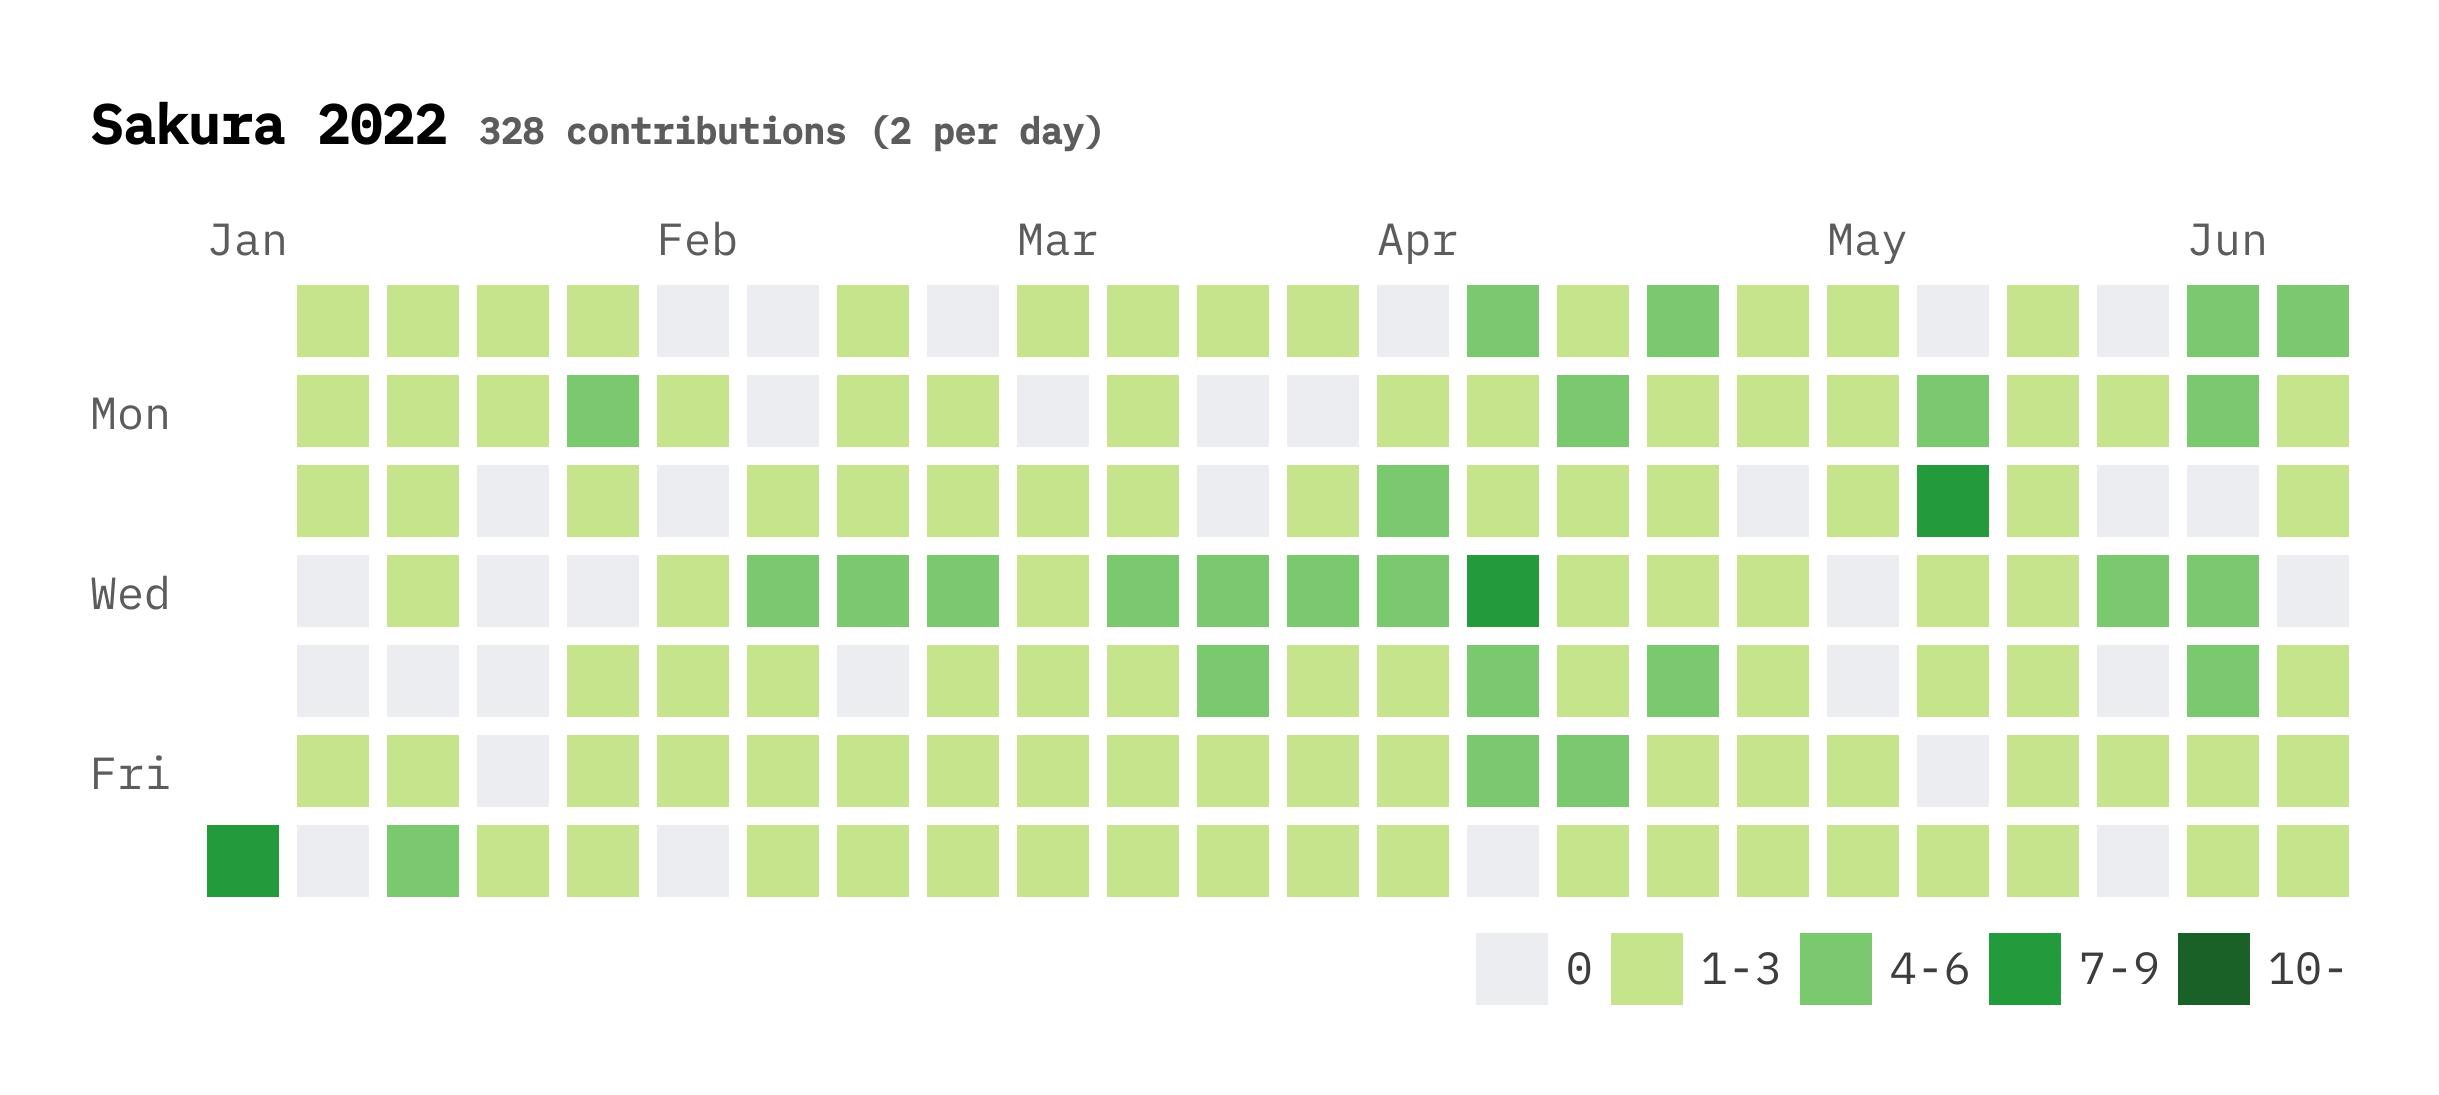 Sakura 2022 328 contributions (2 per day)
Jan Feb Mar Apr May Jun
Mon
Wed
Fri
0 1-3 4-6 7-9 10-